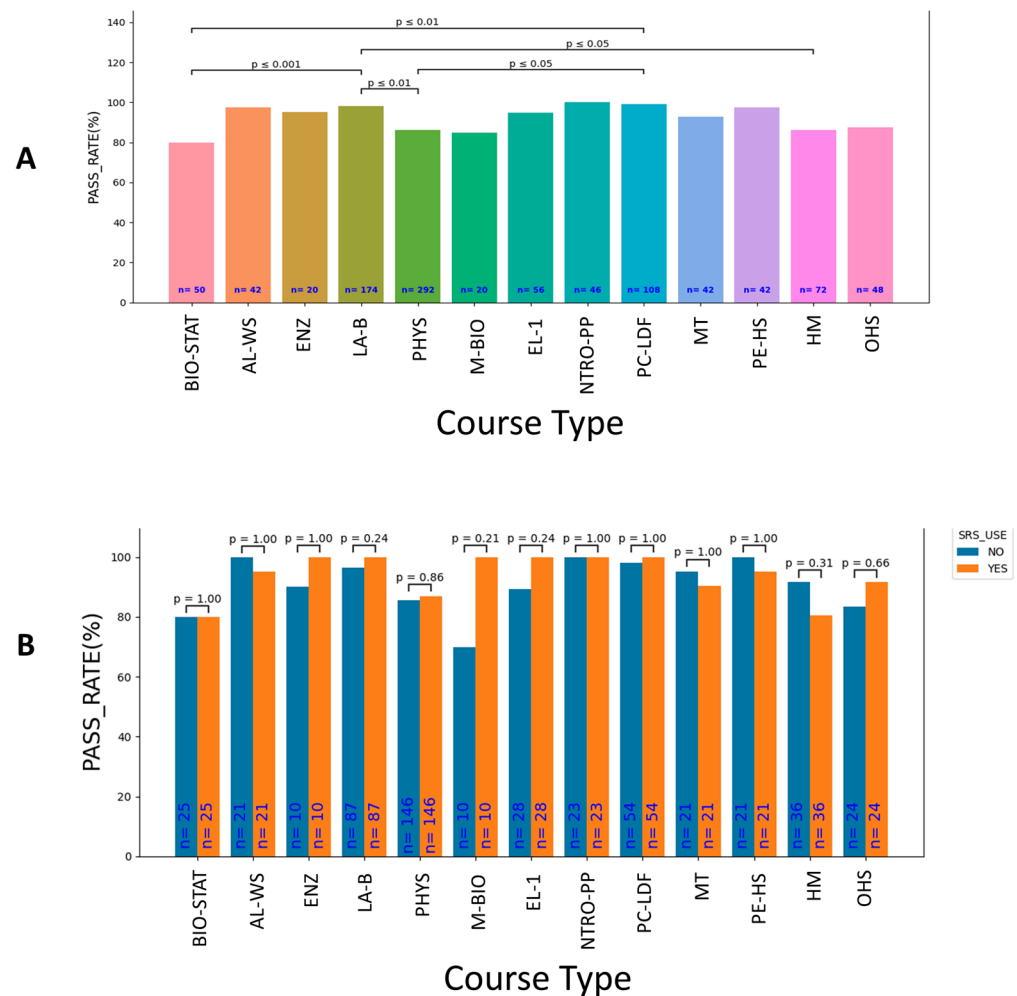 A
PASS_RATE(%)
140
120
100
80
60
40
20
0
p ≤ 0.01
p ≤ 0.05
p ≤ 0.001
p ≤ 0.05
p ≤ 0.01
n= 50
n= 42
n= 20
n= 174
n= 292
n= 20
n= 56
n= 46
n= 108
n= 42
n= 42
n= 72
n= 48
BIO-STAT
AL-WS
ENZ
LA-B
PHYS
M-BIO
EL-1
NTRO-PP
PC-LDF
MT
PE-HS
HM
OHS
Course Type
B
PASS_RATE(%)
100
80
60
40
20
0
p = 1.00
p = 1.00
p = 1.00
p = 0.24
p = 0.86
p = 0.21
p = 0.24
p = 1.00
p = 1.00
p = 1.00
p = 1.00
p = 0.31
p = 0.66
SRS_USE
NO
YES
n= 25
n= 25
n= 21
n= 21
n= 10
n= 10
n= 87
n= 87
n= 146
n= 146
n= 10
n= 10
n= 28
n= 28
n= 23
n= 23
n= 54
n= 54
n= 21
n= 21
n= 21
n= 21
n= 36
n= 36
n= 24
n= 24
BIO-STAT
AL-WS
ENZ
LA-B
PHYS
M-BIO
EL-1
NTRO-PP
PC-LDF
MT
PE-HS
HM
OHS
Course Type